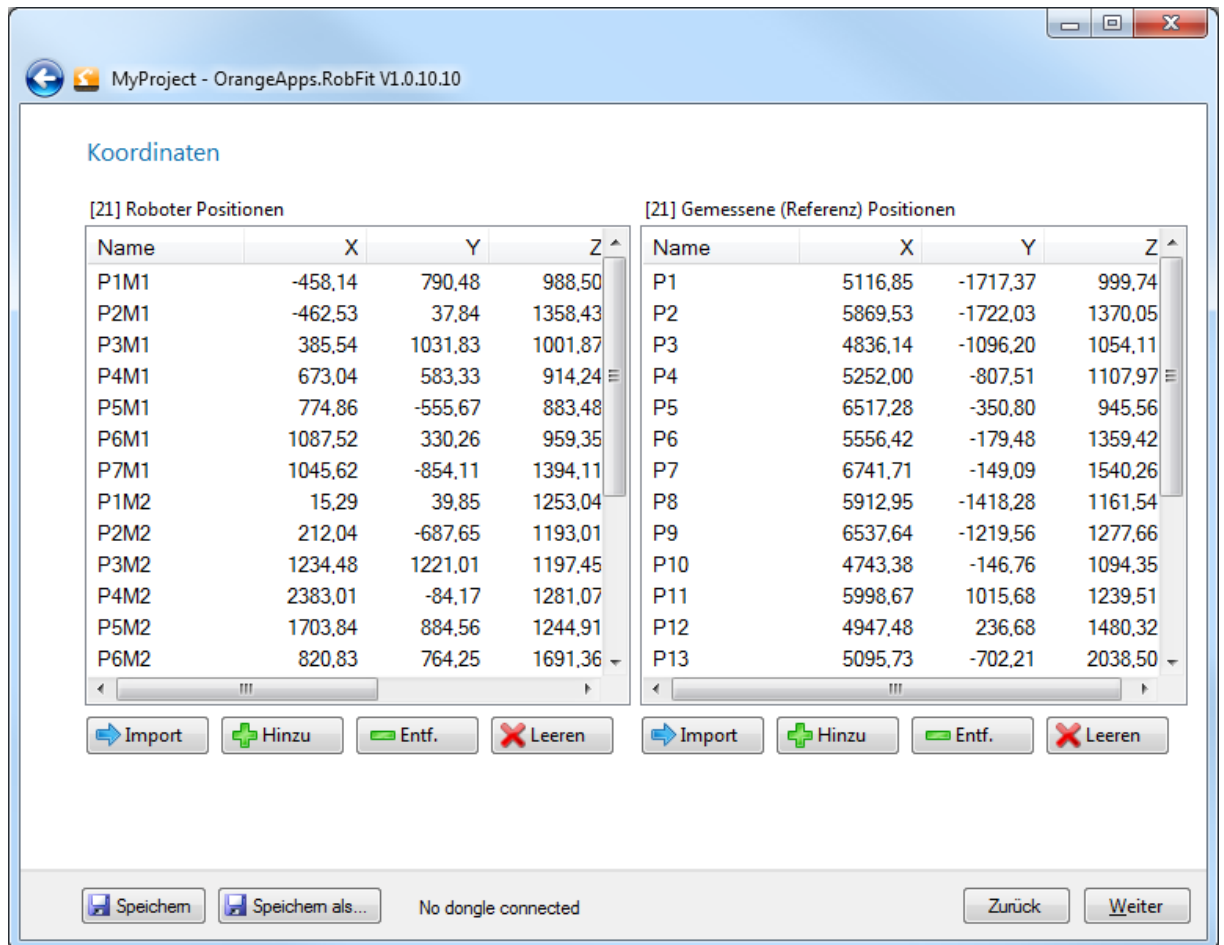 MyProject - OrangeApps.RobFit V1.0.10.10
Koordinaten
[21] Roboter Positionen
Name X Y Z
P1M1 -458,14 790,48 988,50
P2M1 -462,53 37,84 1358,43
P3M1 385,54 1031,83 1001,87
P4M1 673,04 583,33 914,24
P5M1 774,86 -555,67 883,48
P6M1 1087,52 330,26 959,35
P7M1 1045,62 -854,11 1394,11
P1M2 15,29 39,85 1253,04
P2M2 212,04 -687,65 1193,01
P3M2 1234,48 1221,01 1197,45
P4M2 2383,01 -84,17 1281,07
P5M2 1703,84 884,56 1244,91
P6M2 820,83 764,25 1691,36
Import Hinzu Entf. Leeren
[21] Gemessene (Referenz) Positionen
Name X Y Z
P1 5116,85 -1717,37 999,74
P2 5869,53 -1722,03 1370,05
P3 4836,14 -1096,20 1054,11
P4 5252,00 -807,51 1107,97
P5 6517,28 -350,80 945,56
P6 5556,42 -179,48 1359,42
P7 6741,71 -149,09 1540,26
P8 5912,95 -1418,28 1161,54
P9 6537,64 -1219,56 1277,66
P10 4743,38 -146,76 1094,35
P11 5998,67 1015,68 1239,51
P12 4947,48 236,68 1480,32
P13 5095,73 -702,21 2038,50
Import Hinzu Entf. Leeren
Speichern Speichern als... No dongle connected Zurück Weiter